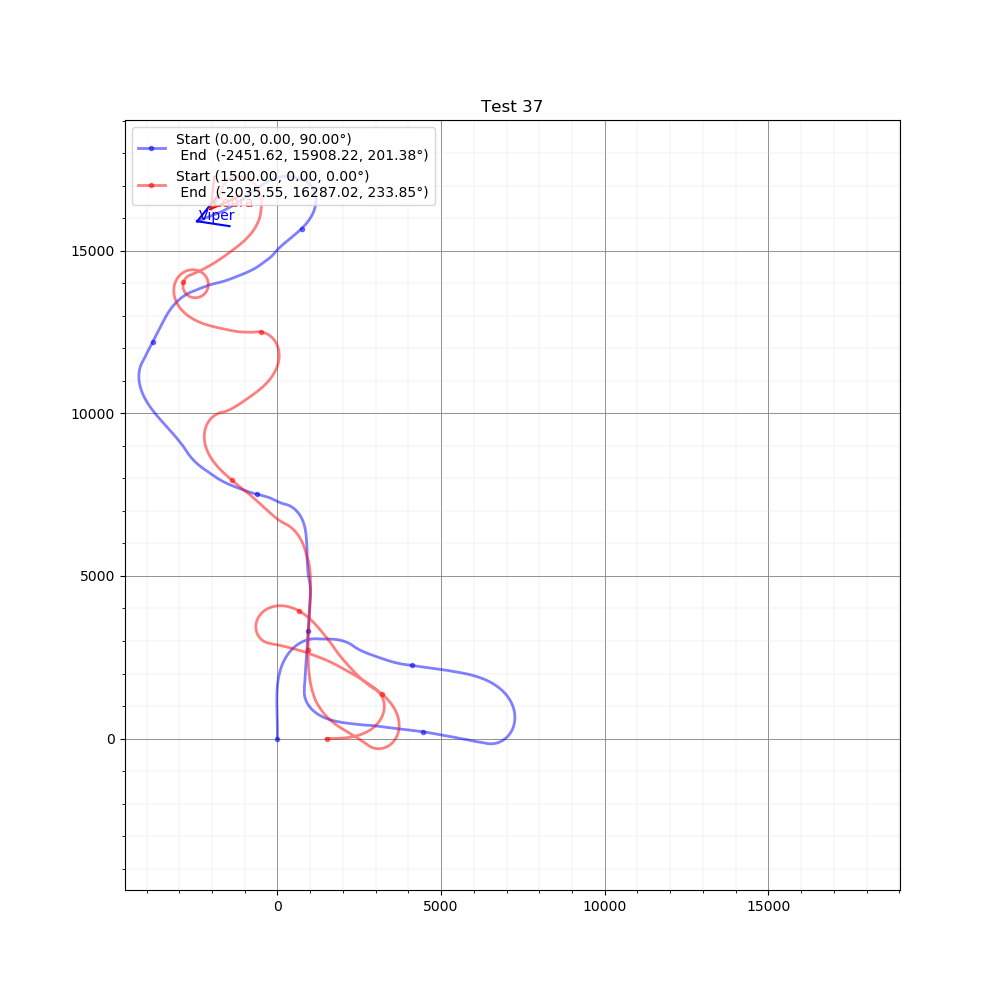 Test 37
Start (0.00, 0.00, 90.00°)
End (-2451.62, 15908.22, 201.38°)
Start (1500.00, 0.00, 0.00°)
End (-2035.55, 16287.02, 233.85°)
Viper
15000
10000
5000
0
0
5000
10000
15000